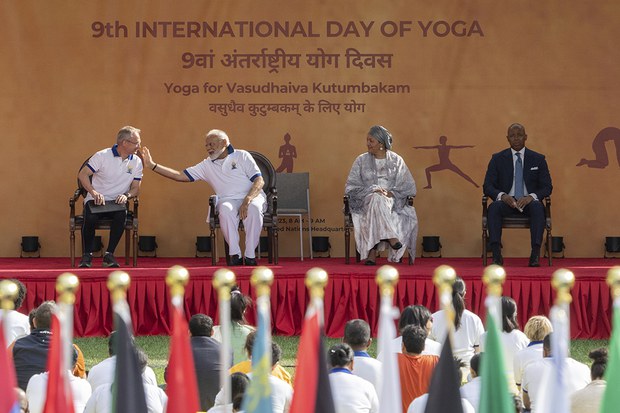 9th INTERNATIONAL DAY OF YOGA
9वां अंतर्राष्ट्रीय योग दिवस
Yoga for Vasudhaiva Kutumbakam
वसुधैव कुटुम्बकम् के लिए योग